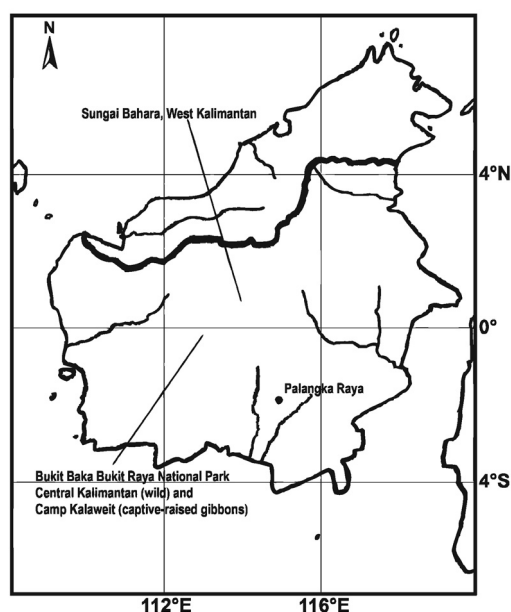 N
Sungai Bahara, West Kalimantan
4°N
0°
Palangka Raya
Bukit Baka Bukit Raya National Park
Central Kalimantan (wild) and
Camp Kalaweit (captive-raised gibbons)
4°S
112°E
116°E